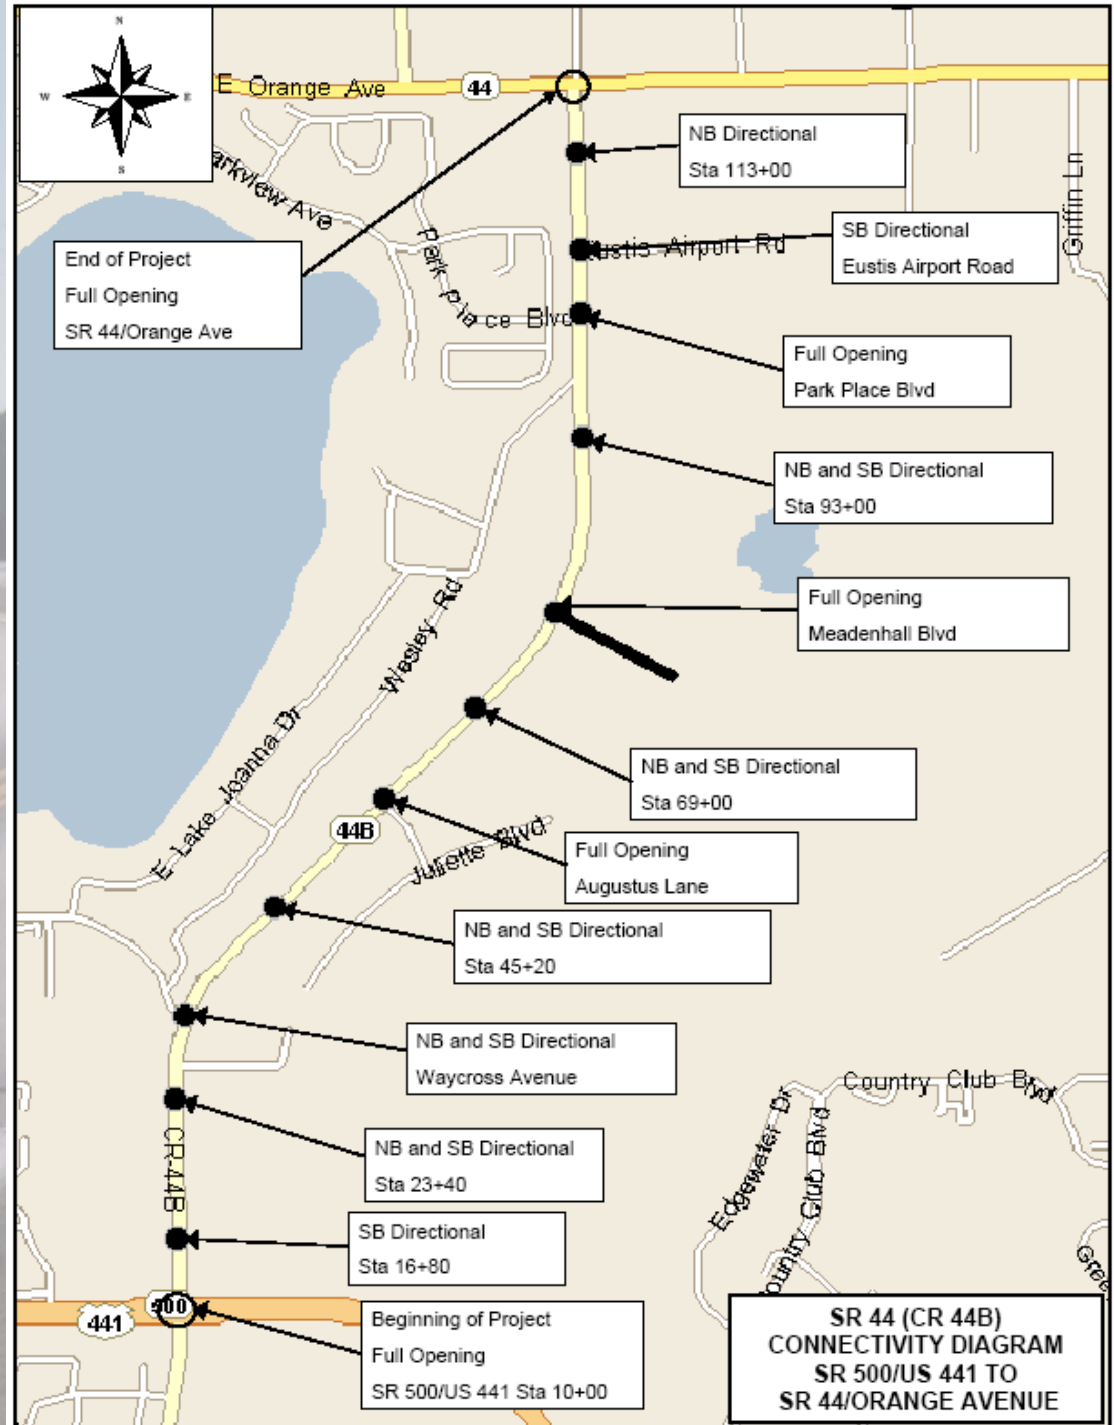 N
W
E
S
E Orange Ave
44
NB Directional
Sta 113+00
Griffin Ln
arkview Ave
SB Directional
Eustis Airport Road
ustis Airport Rd
End of Project
Full Opening
SR 44/Orange Ave
Park Place Blvd
Full Opening
Park Place Blvd
NB and SB Directional
Sta 93+00
Full Opening
Meadenhall Blvd
Wesley Rd
E Lake Joanna Dr
NB and SB Directional
Sta 69+00
44B
Juliette Blvd
Full Opening
Augustus Lane
NB and SB Directional
Sta 45+20
NB and SB Directional
Waycross Avenue
Country Club Blvd
Edgewater Dr
ountry Club Blvd
CR-44B
NB and SB Directional
Sta 23+40
SB Directional
Sta 16+80
Gree
500
441
Beginning of Project
Full Opening
SR 500/US 441 Sta 10+00
SR 44 (CR 44B)
CONNECTIVITY DIAGRAM
SR 500/US 441 TO
SR 44/ORANGE AVENUE